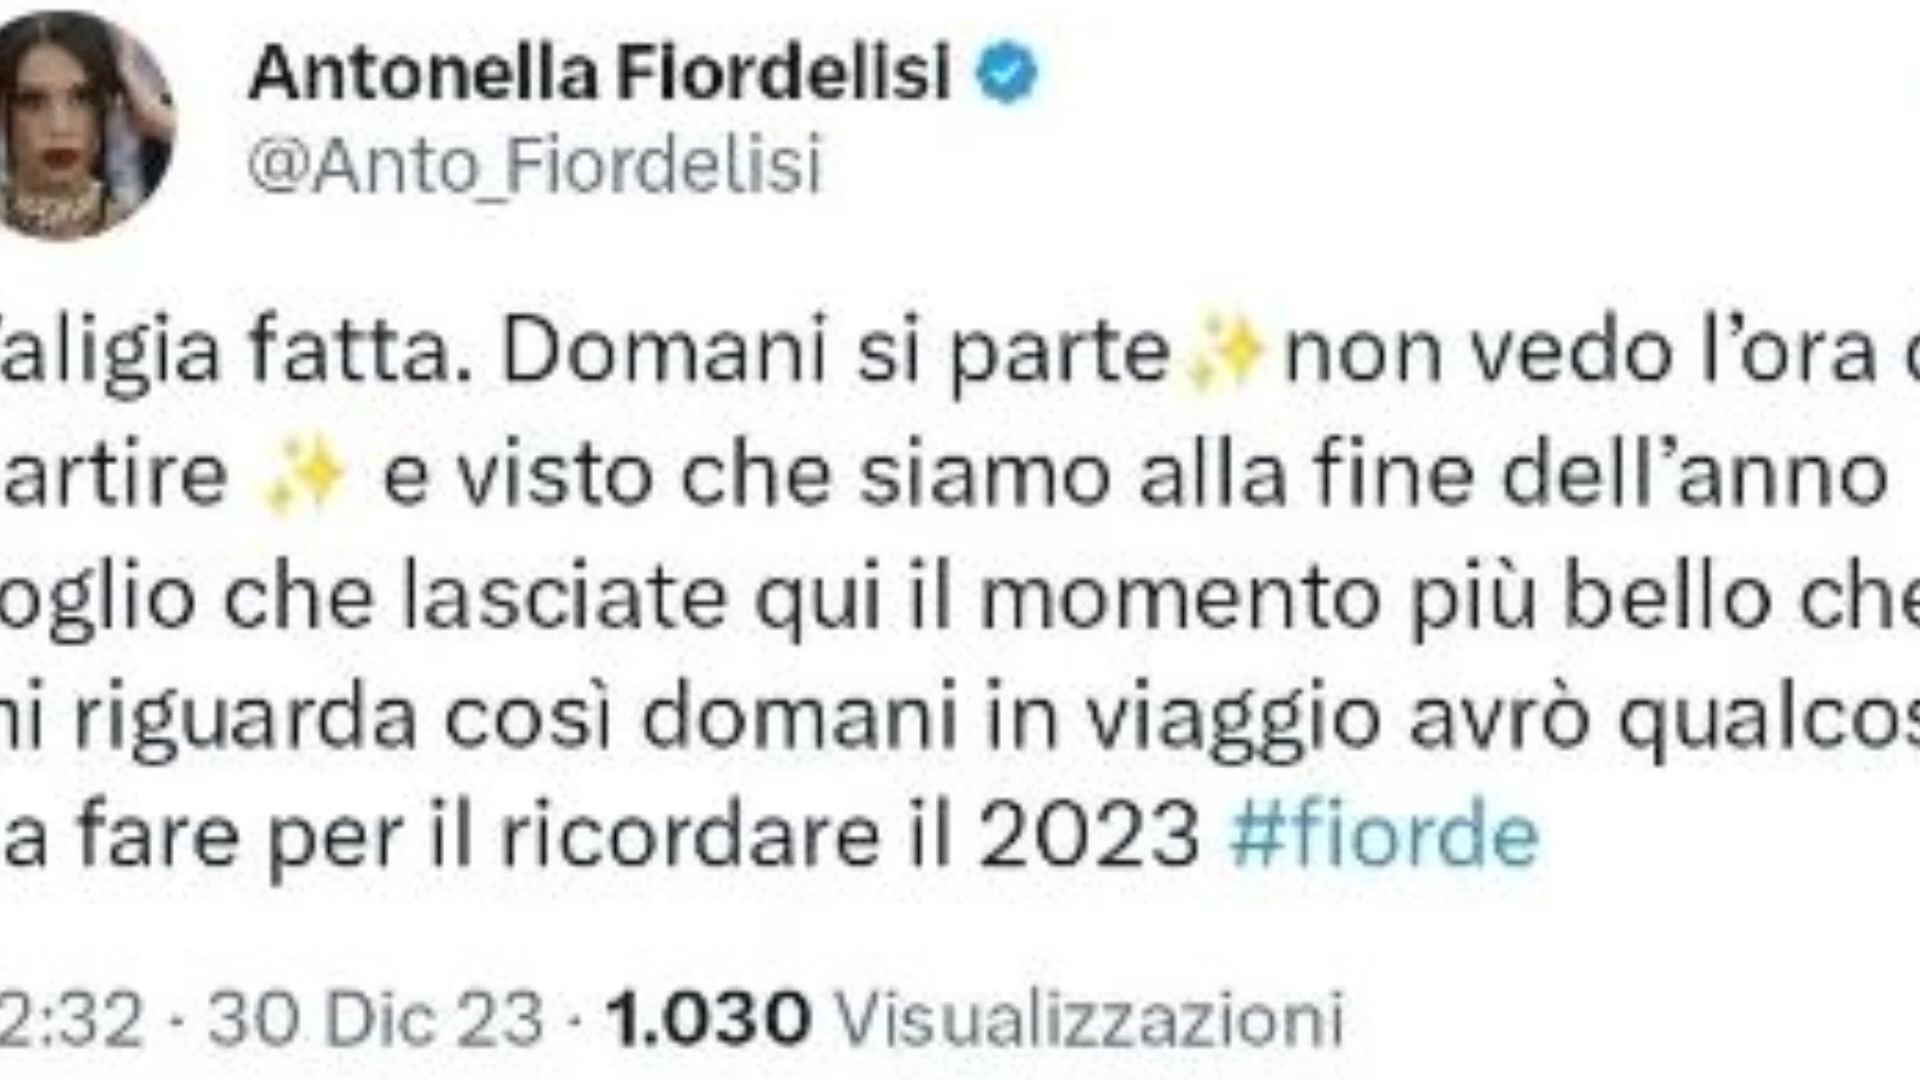 Antonella Fiordelisi
@Anto_Fiordelisi
aligia fatta. Domani si parte✨non vedo l’ora
artire ✨ e visto che siamo alla fine dell’anno
oglio che lasciate qui il momento più bello che
ni riguarda così domani in viaggio avrò qualcos
a fare per il ricordare il 2023 #fiorde
2:32 · 30 Dic 23 · 1.030 Visualizzazioni